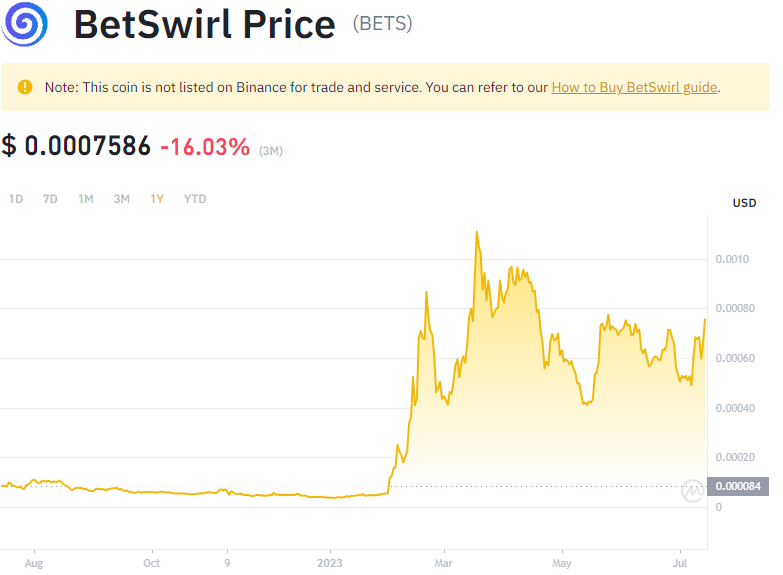 BetSwirl Price (BETS)
Note: This coin is not listed on Binance for trade and service. You can refer to our How to Buy BetSwirl guide.
$ 0.0007586 -16.03% (3M)
1D 7D 1M 3M 1Y YTD
USD
0.0010
0.00080
0.00060
0.00040
0.00020
0.000084
0
Aug Oct 9 2023 Mar May Jul